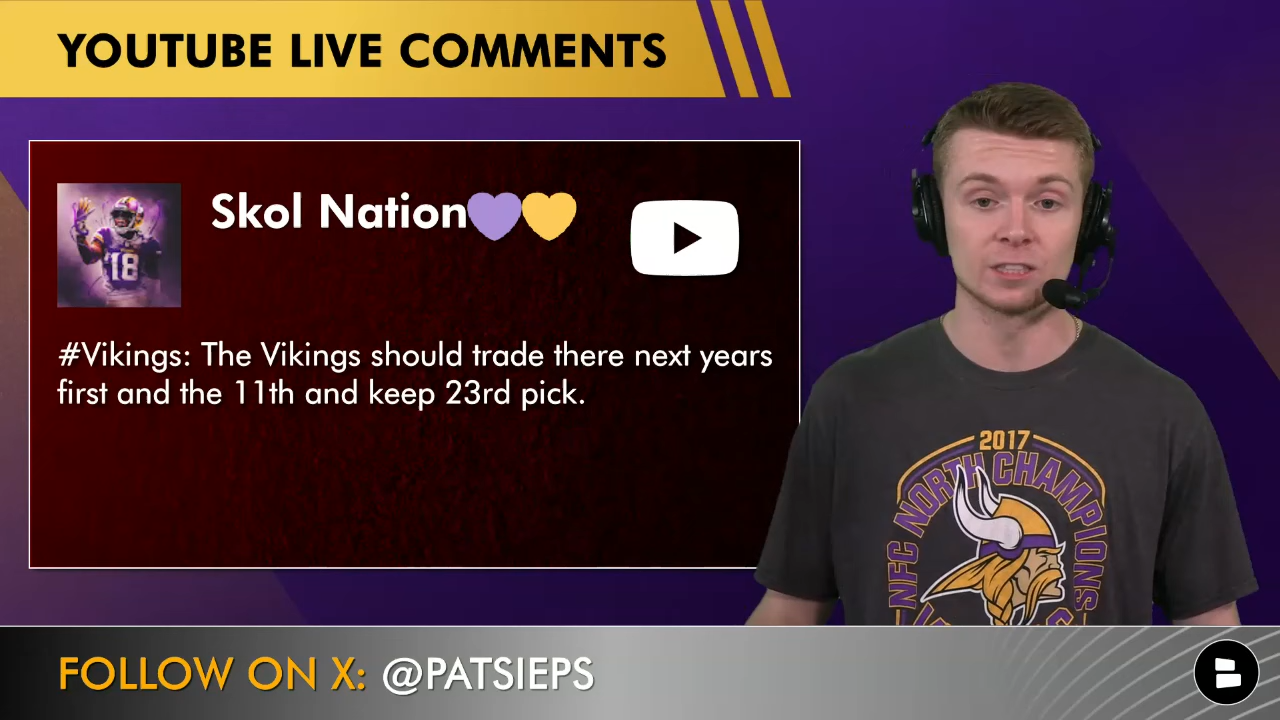 YOUTUBE LIVE COMMENTS
Skol Nation💜💛
18
#Vikings: The Vikings should trade there next years
first and the 11th and keep 23rd pick.
2017
NFC NORTH CHAMPIONS
FOLLOW ON X: @PATSIEPS